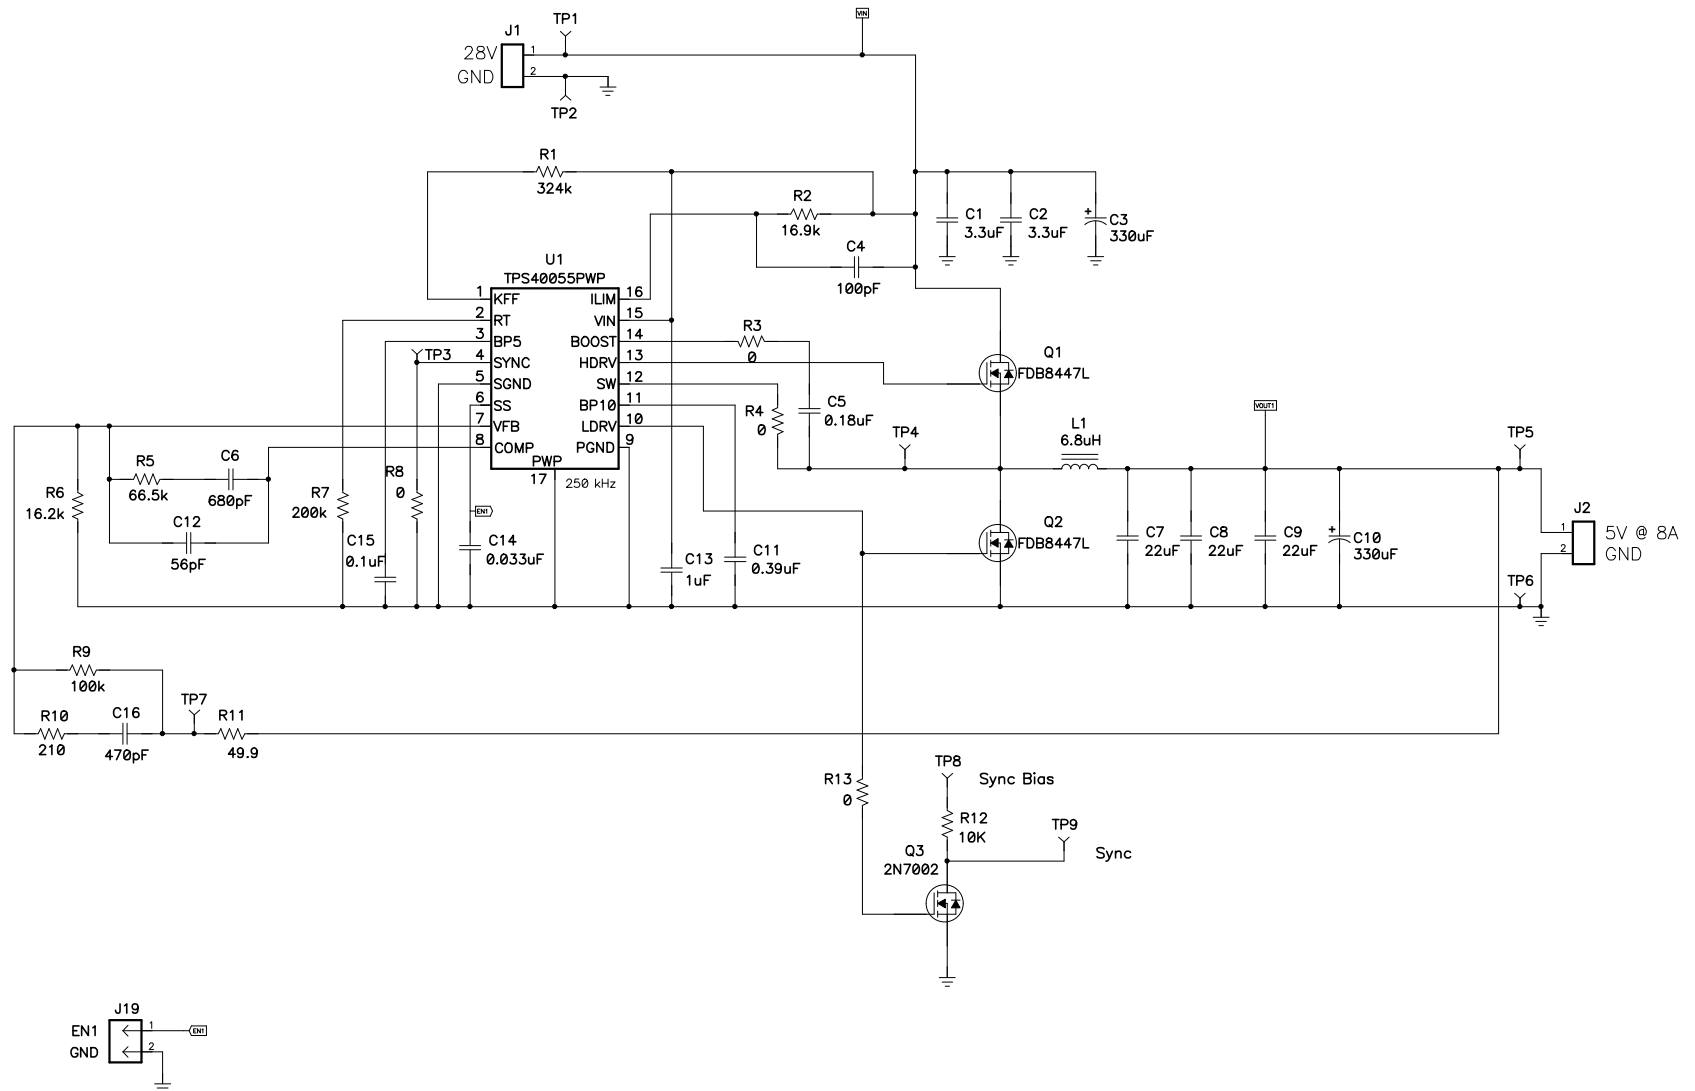 VIN
TP1
J1
28V
1
GND
2
TP2
R1
324k
R2
16.9k
C1
3.3uF
C2
3.3uF
+
C3
330uF
C4
100pF
U1
TPS40055PWP
1
KFF
ILIM
16
2
RT
VIN
15
3
BP5
BOOST
14
4
SYNC
HDRV
13
5
SGND
SW
12
6
SS
BP10
11
7
VFB
LDRV
10
8
COMP
PGND
9
PWP
17
250 kHz
TP3
R3
0
R4
0
C5
0.18uF
Q1
FDB8447L
TP4
L1
6.8uH
VOUT1
TP5
R5
66.5k
C6
680pF
R6
16.2k
C12
56pF
R7
200k
R8
0
C15
0.1uF
EN1
C14
0.033uF
C13
1uF
C11
0.39uF
Q2
FDB8447L
C7
22uF
C8
22uF
C9
22uF
+
C10
330uF
J2
1
5V @ 8A
2
GND
TP6
R9
100k
R10
210
C16
470pF
TP7
R11
49.9
R13
0
TP8
Sync Bias
R12
10K
TP9
Sync
Q3
2N7002
J19
EN1
1
EN1
GND
2